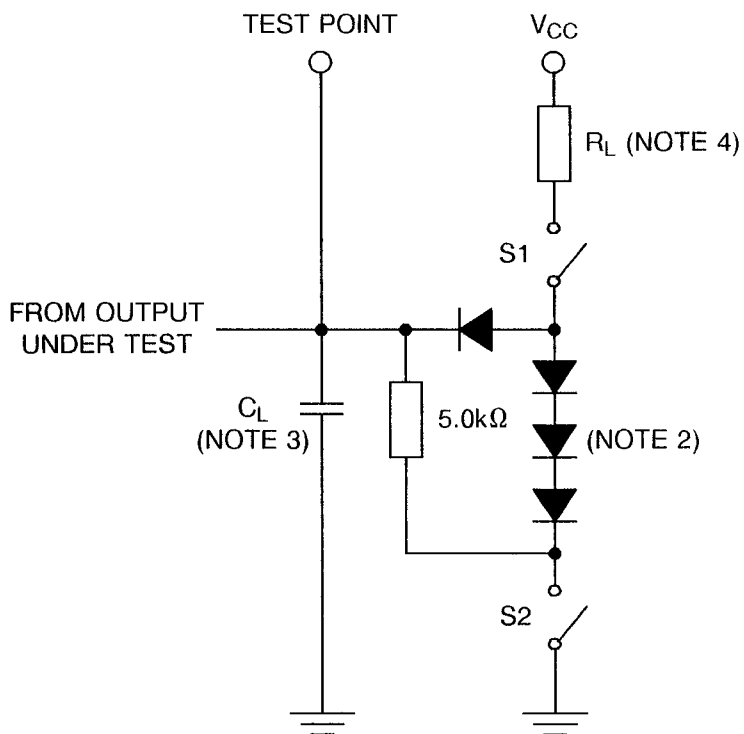 TEST POINT
VCC
RL (NOTE 4)
S1
FROM OUTPUT
UNDER TEST
CL
(NOTE 3)
5.0kΩ
(NOTE 2)
S2